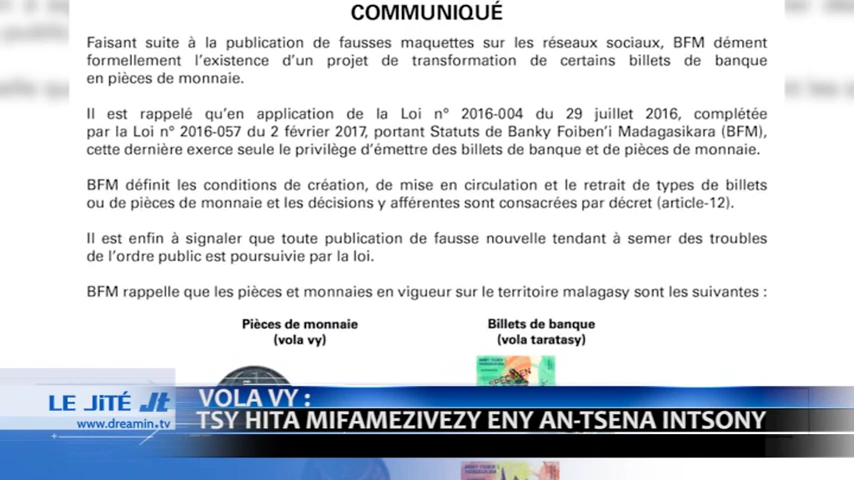 COMMUNIQUÉ
Faisant suite à la publication de fausses maquettes sur les réseaux sociaux, BFM dément
formellement l'existence d'un projet de transformation de certains billets de banque
en pièces de monnaie.
Il est rappelé qu'en application de la Loi n° 2016-004 du 29 juillet 2016, complétée
par la Loi n° 2016-057 du 2 février 2017, portant Statuts de Banky Foiben'i Madagasikara (BFM),
cette dernière exerce seule le privilège d'émettre des billets de banque et de pièces de monnaie.
BFM définit les conditions de création, de mise en circulation et le retrait de types de billets
ou de pièces de monnaie et les décisions y afférentes sont consacrées par décret (article-12).
Il est enfin à signaler que toute publication de fausse nouvelle tendant à semer des troubles
de l'ordre public est poursuivie par la loi.
BFM rappelle que les pièces et monnaies en vigueur sur le territoire malagasy sont les suivantes :
Pièces de monnaie
(vola vy)
Billets de banque
(vola taratasy)
SPECIMEN
LE JiTÉ Jt
www.dreamin.tv
VOLA VY :
TSY HITA MIFAMEZIVEZY ENY AN-TSENA INTSONY